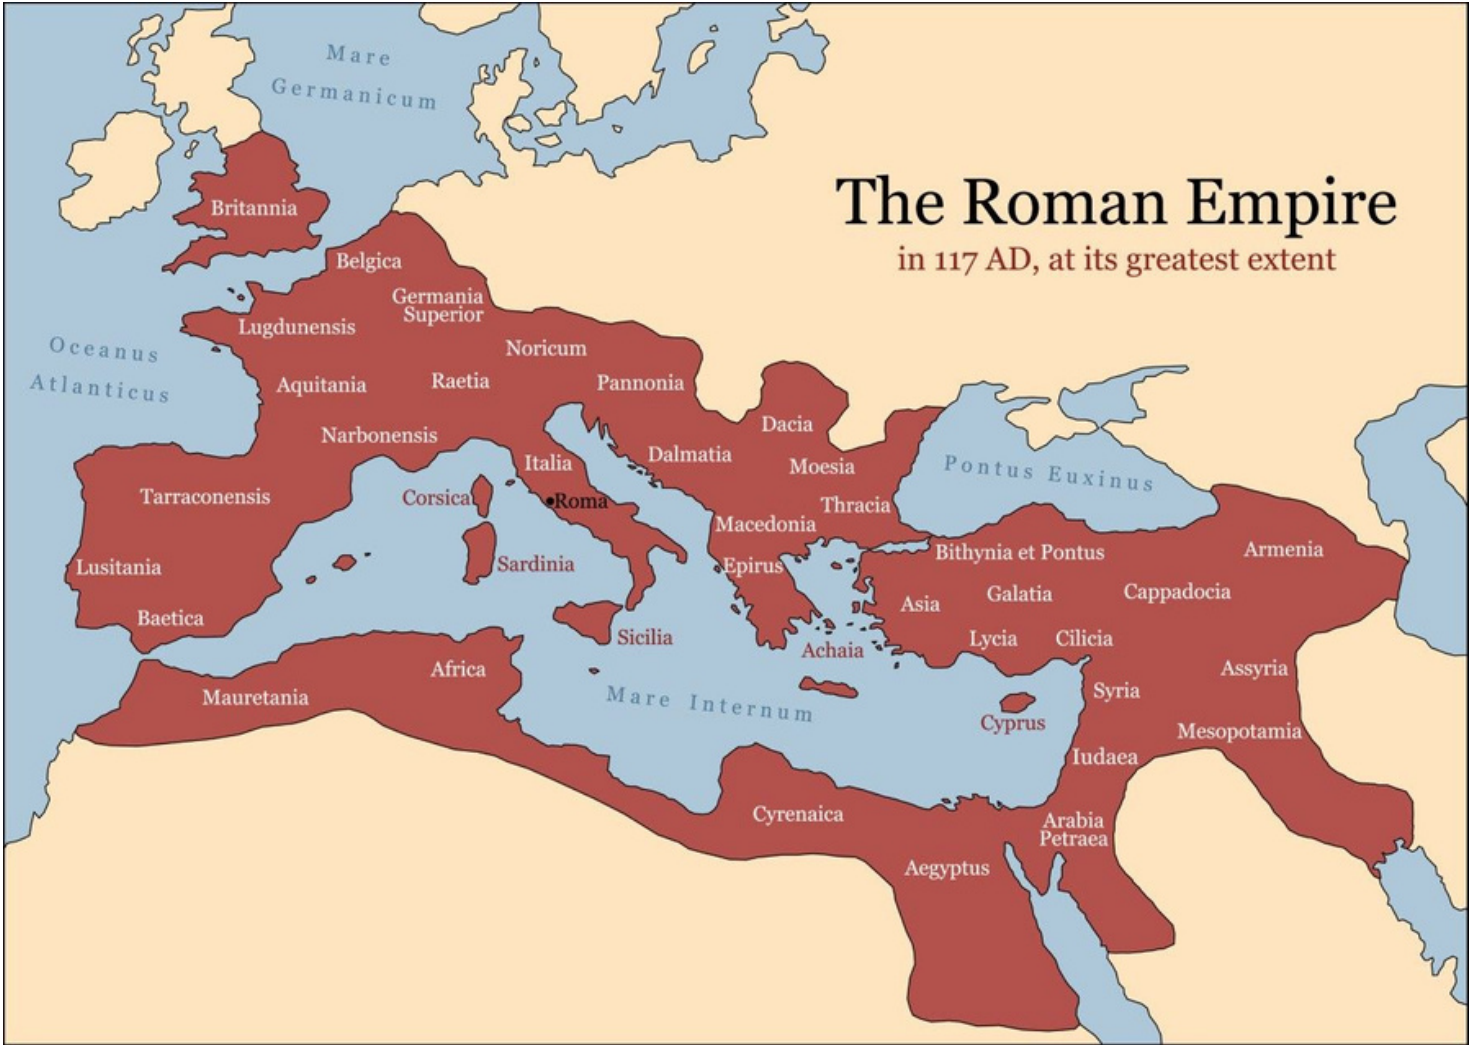 Mare
Germanicum
The Roman Empire
in 117 AD, at its greatest extent
Britannia
Belgica
Germania
Superior
Lugdunensis
Oceanus
Atlanticus
Noricum
Aquitania
Raetia
Pannonia
Dacia
Narbonensis
Italia
Dalmatia
Moesia
Pontus Euxinus
Tarraconensis
Corsica
Roma
Thracia
Macedonia
Lusitania
Sardinia
Epirus
Bithynia et Pontus
Armenia
Baetica
Asia
Galatia
Cappadocia
Sicilia
Achaia
Lycia
Cilicia
Mauretania
Africa
Mare Internum
Cyprus
Syria
Assyria
Mesopotamia
Iudaea
Cyrenaica
Arabia
Petraea
Aegyptus